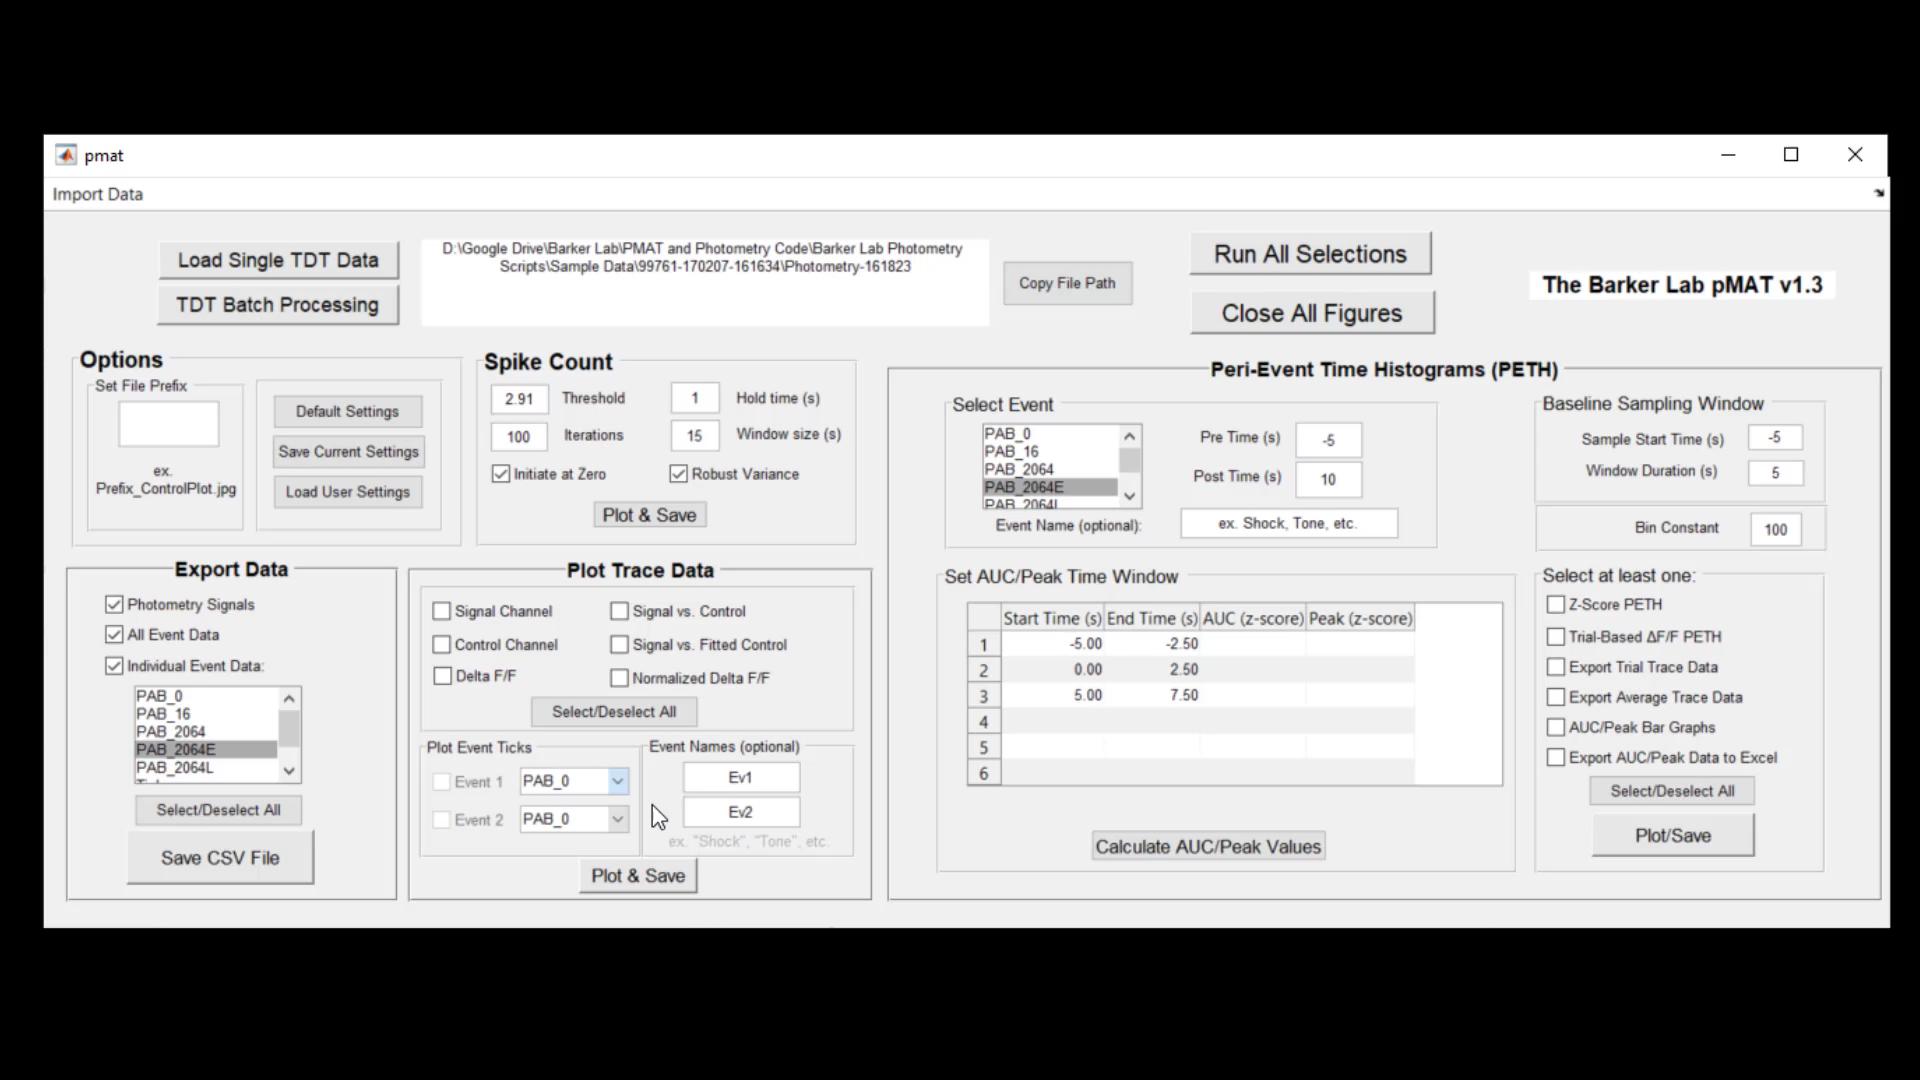 pmat
Import Data
Load Single TDT Data
TDT Batch Processing
D:\Google Drive\Barker Lab\PMAT and Photometry Code\Barker Lab Photometry
Scripts\Sample Data\99761-170207-161634\Photometry-161823
Copy File Path
Run All Selections
Close All Figures
The Barker Lab pMAT v1.3
Options
Set File Prefix
ex.
Prefix_ControlPlot.jpg
Default Settings
Save Current Settings
Load User Settings
Spike Count
2.91 Threshold 1 Hold time (s)
100 Iterations 15 Window size (s)
Initiate at Zero Robust Variance
Plot & Save
Export Data
Photometry Signals
All Event Data
Individual Event Data:
PAB_0
PAB_16
PAB_2064
PAB_2064E
PAB_2064L
Select/Deselect All
Save CSV File
Plot Trace Data
Signal Channel Signal vs. Control
Control Channel Signal vs. Fitted Control
Delta F/F Normalized Delta F/F
Select/Deselect All
Plot Event Ticks
Event 1 PAB_0
Event 2 PAB_0
Event Names (optional)
Ev1
Ev2
ex. "Shock", "Tone", etc.
Plot & Save
Peri-Event Time Histograms (PETH)
Select Event
PAB_0
PAB_16
PAB_2064
PAB_2064E
PAB_2064L
Pre Time (s) -5
Post Time (s) 10
Event Name (optional): ex. Shock, Tone, etc.
Baseline Sampling Window
Sample Start Time (s) -5
Window Duration (s) 5
Bin Constant 100
Set AUC/Peak Time Window
Start Time (s) End Time (s) AUC (z-score) Peak (z-score)
1 -5.00 -2.50
2 0.00 2.50
3 5.00 7.50
4
5
6
Calculate AUC/Peak Values
Select at least one:
Z-Score PETH
Trial-Based ΔF/F PETH
Export Trial Trace Data
Export Average Trace Data
AUC/Peak Bar Graphs
Export AUC/Peak Data to Excel
Select/Deselect All
Plot/Save